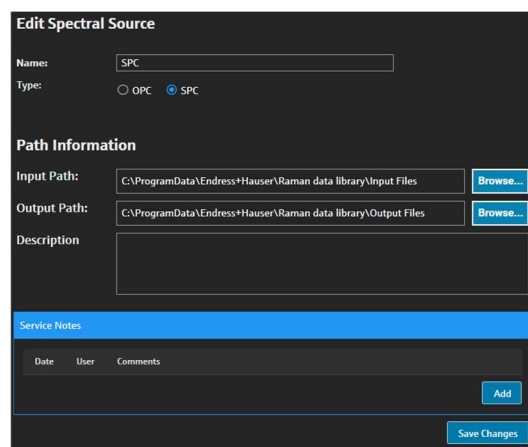 Edit Spectral Source
Name: SPC
Type: OPC SPC
Path Information
Input Path: C:\ProgramData\Endress+Hauser\Raman data library\Input Files Browse...
Output Path: C:\ProgramData\Endress+Hauser\Raman data library\Output Files Browse...
Description
Service Notes
Date User Comments
Add
Save Changes